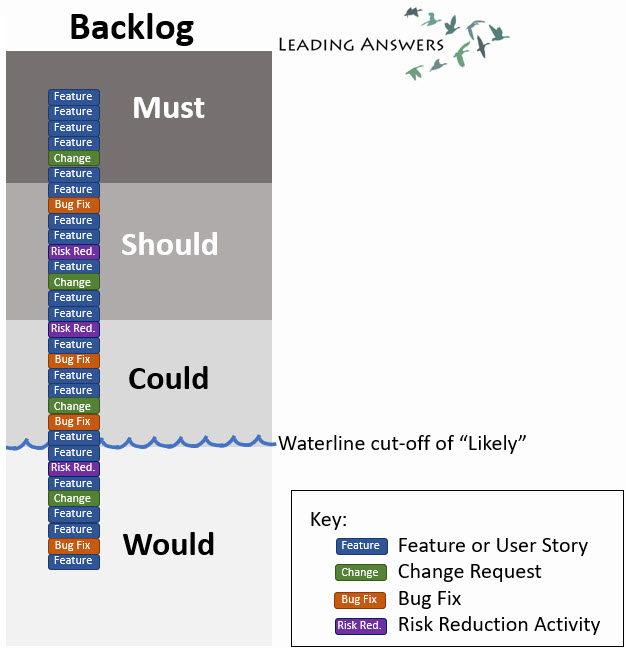 Backlog
LEADING ANSWERS
Must
Feature
Feature
Feature
Feature
Change
Feature
Feature
Bug Fix
Feature
Should
Feature
Risk Red.
Feature
Change
Feature
Feature
Risk Red.
Feature
Bug Fix
Could
Feature
Feature
Change
Bug Fix
Feature
Waterline cut-off of “Likely”
Feature
Risk Red.
Feature
Change
Feature
Feature
Would
Bug Fix
Feature
Key:
Feature Feature or User Story
Change Change Request
Bug Fix Bug Fix
Risk Red. Risk Reduction Activity